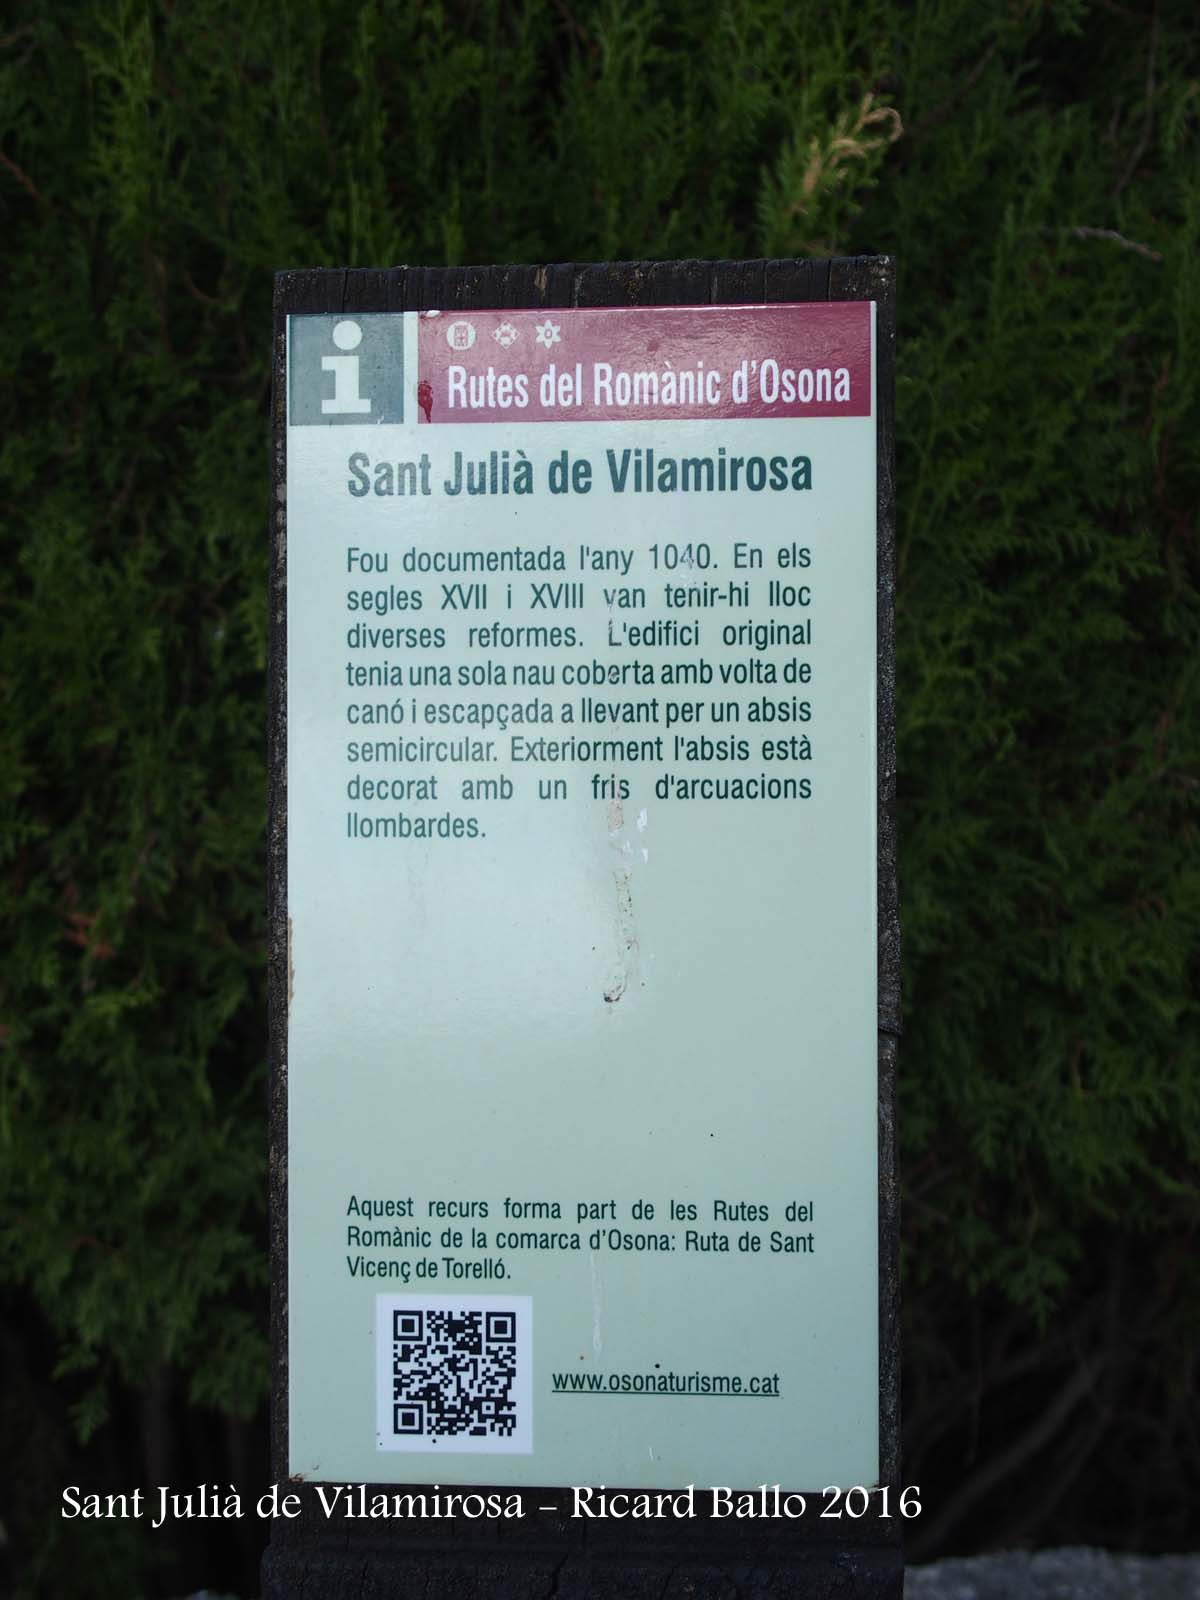 i
Rutes del Romànic d'Osona
Sant Julià de Vilamirosa
Fou documentada l'any 1040. En els
segles XVII i XVIII van tenir-hi lloc
diverses reformes. L'edifici original
tenia una sola nau coberta amb volta de
canó i escapçada a llevant per un absis
semicircular. Exteriorment l'absis està
decorat amb un fris d'arcuacions
llombardes.
Aquest recurs forma part de les Rutes del
Romànic de la comarca d'Osona: Ruta de Sant
Vicenç de Torelló.
www.osonaturisme.cat
Sant Julià de Vilamirosa - Ricard Ballo 2016